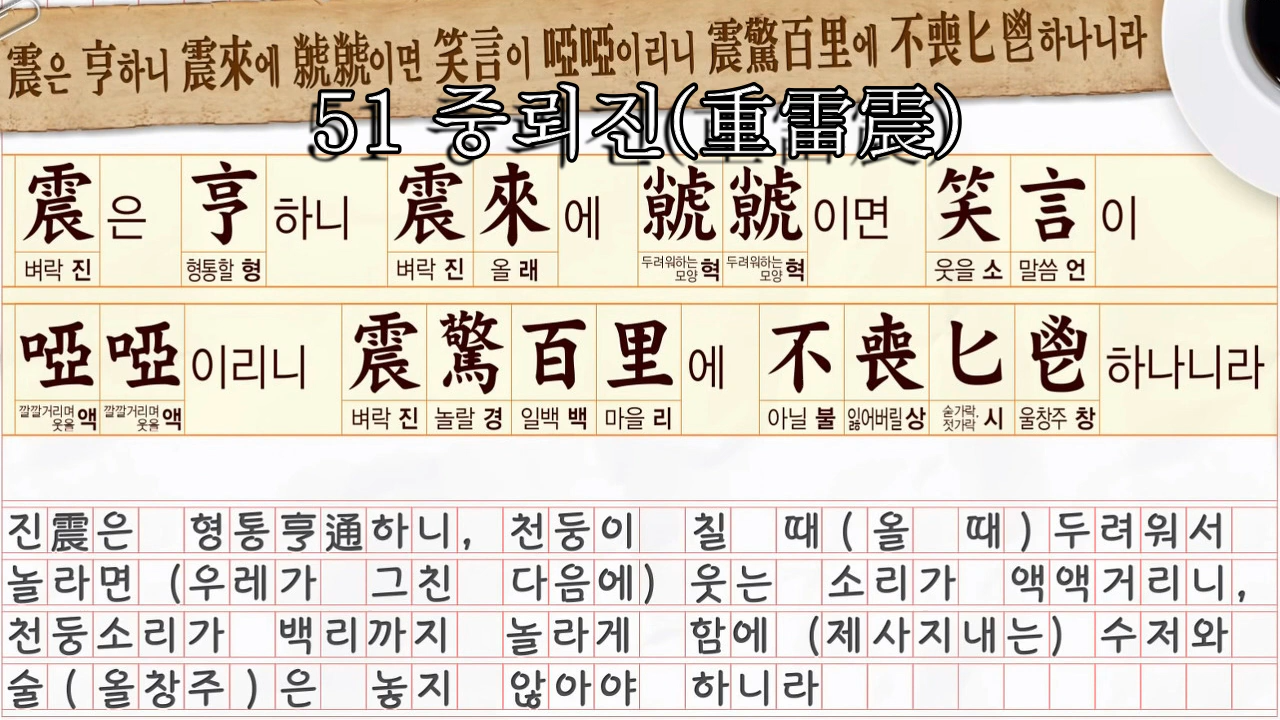 震은 亨하니 震來에 虩虩이면 笑言이 啞啞이리니 震驚百里에 不喪匕鬯하나니라
51 중뢰진(重雷震)
震은 亨하니 震來에 虩虩이면 笑言이
벼락 진 형통할 형 벼락 진 올 래 두려워하는 모양 혁 두려워하는 모양 혁 웃을 소 말씀 언
啞啞이리니 震驚百里에 不喪匕鬯하나니라
깔깔거리며 웃을 액 깔깔거리며 웃을 액 벼락 진 놀랄 경 일백 백 마을 리 아닐 불 잃어버릴 상 숟가락, 젓가락 시 울창주 창
진震은 형통亨通하니, 천둥이 칠 때(올 때)두려워서
놀라면 (우레가 그친 다음에) 웃는 소리가 액액거리니,
천둥소리가 백리까지 놀라게 함에 (제사지내는) 수저와
술(올창주)은 놓지 않아야 하니라